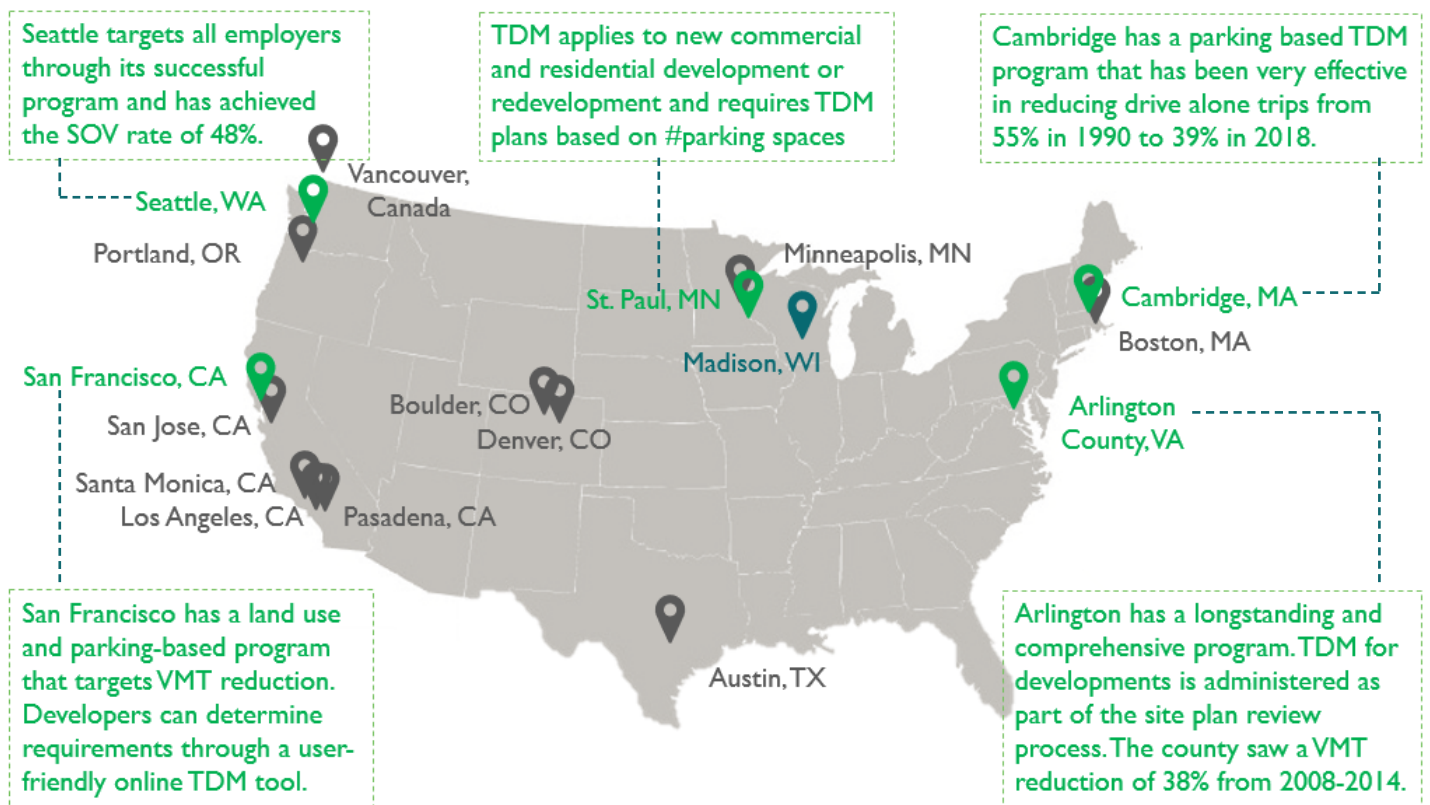 Seattle targets all employers
through its successful
program and has achieved
the SOV rate of 48%.
TDM applies to new commercial
and residential development or
redevelopment and requires TDM
plans based on #parking spaces
Cambridge has a parking based TDM
program that has been very effective
in reducing drive alone trips from
55% in 1990 to 39% in 2018.
Vancouver,
Canada
Seattle, WA
Portland, OR
Minneapolis, MN
St. Paul, MN
Cambridge, MA
Boston, MA
Madison, WI
San Francisco, CA
San Jose, CA
Boulder, CO
Denver, CO
Arlington
County, VA
Santa Monica, CA
Los Angeles, CA
Pasadena, CA
Austin, TX
San Francisco has a land use
and parking-based program
that targets VMT reduction.
Developers can determine
requirements through a user-
friendly online TDM tool.
Arlington has a longstanding and
comprehensive program. TDM for
developments is administered as
part of the site plan review
process. The county saw a VMT
reduction of 38% from 2008-2014.